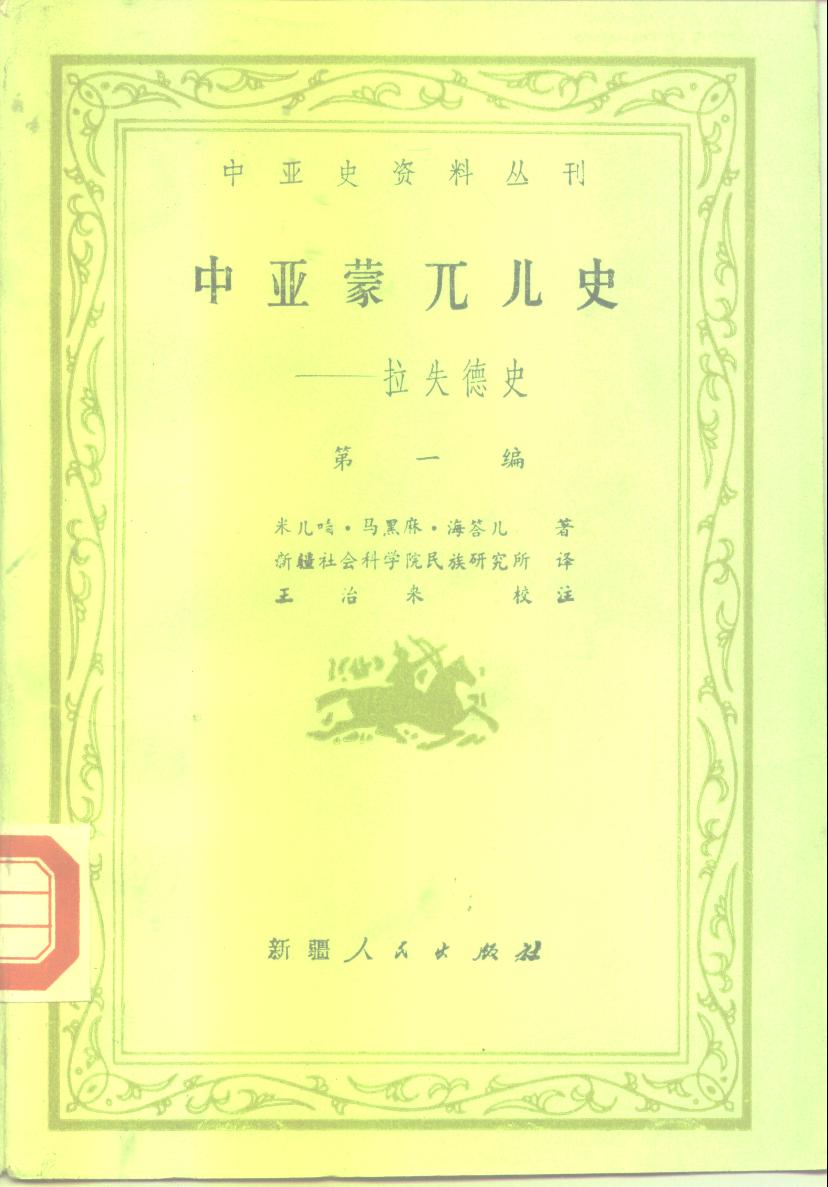 中亚史资料丛刊
中亚蒙兀儿史
——拉失德史
第一编
米儿咱·马黑麻·海答儿 著
新疆社会科学院民族研究所 译
王治来 校注
新疆人民出版社